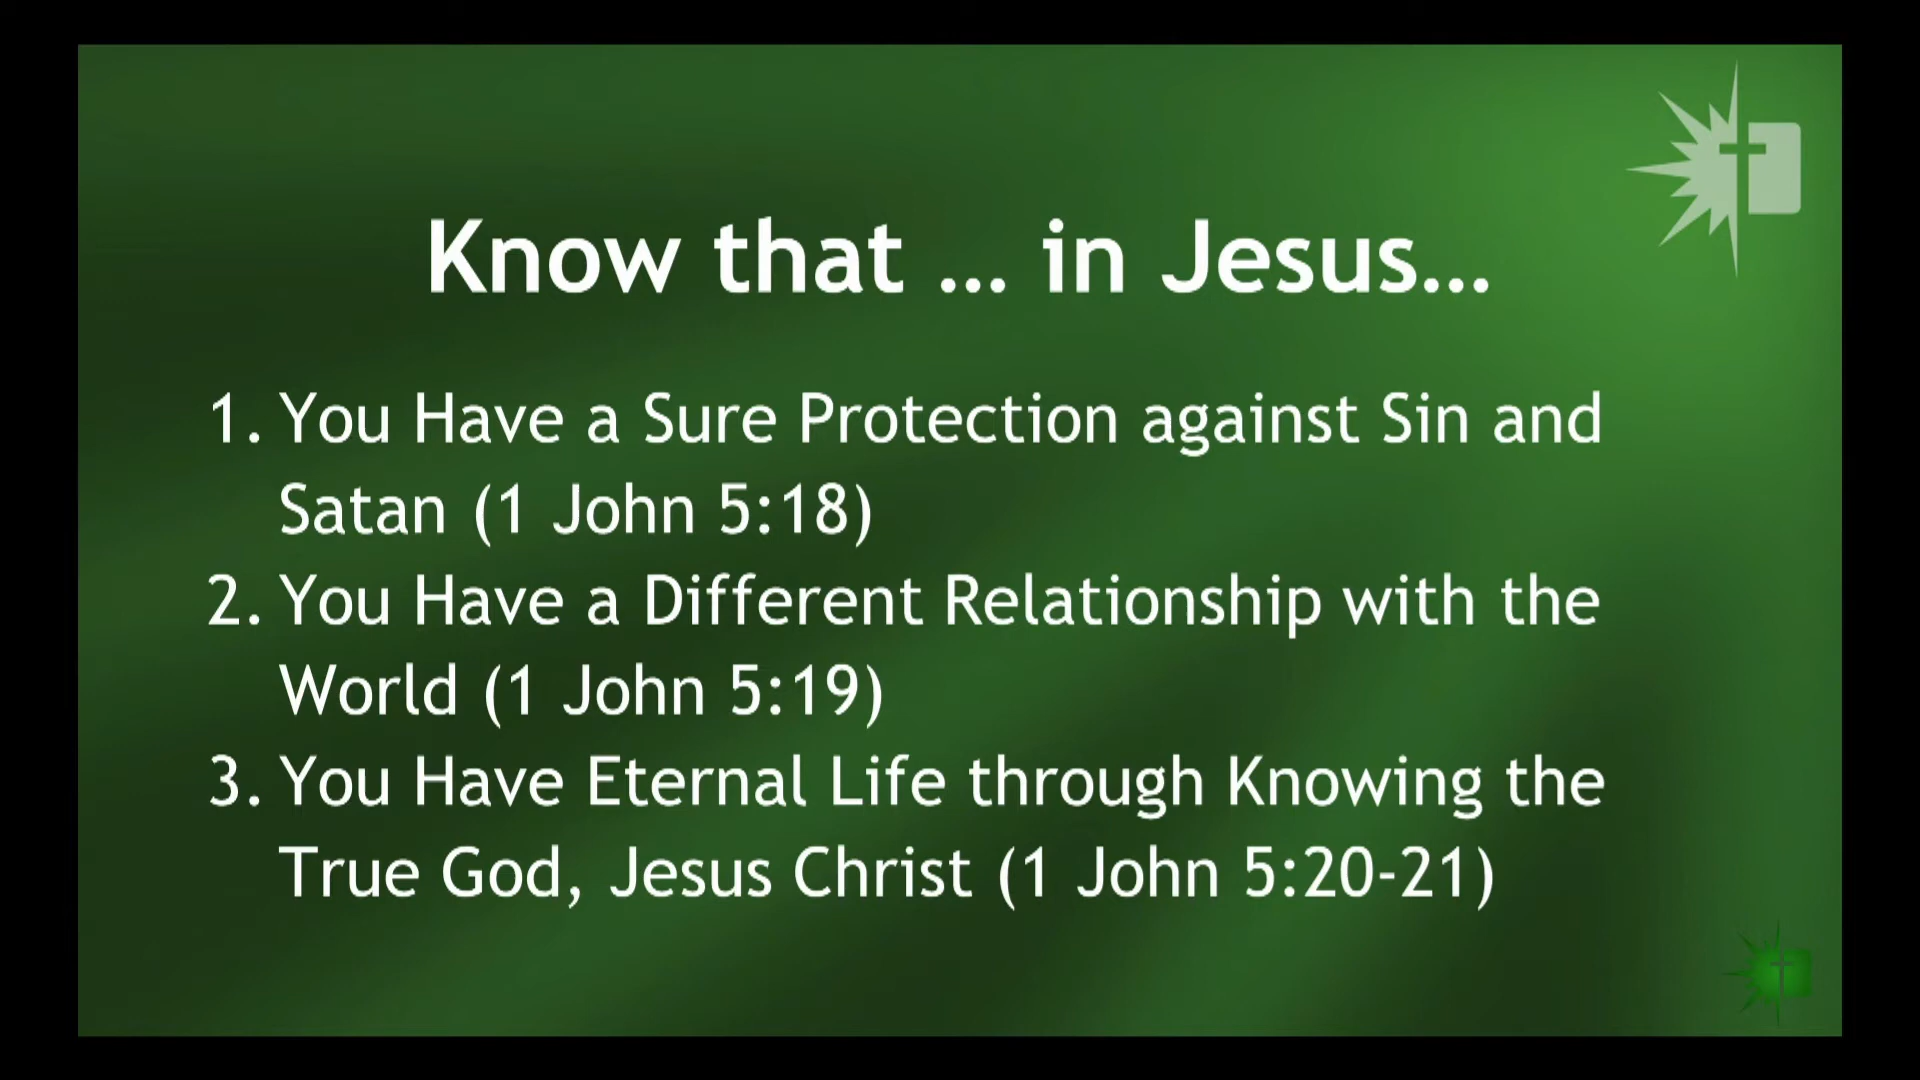 Know that … in Jesus…
1. You Have a Sure Protection against Sin and
Satan (1 John 5:18)
2. You Have a Different Relationship with the
World (1 John 5:19)
3. You Have Eternal Life through Knowing the
True God, Jesus Christ (1 John 5:20-21)